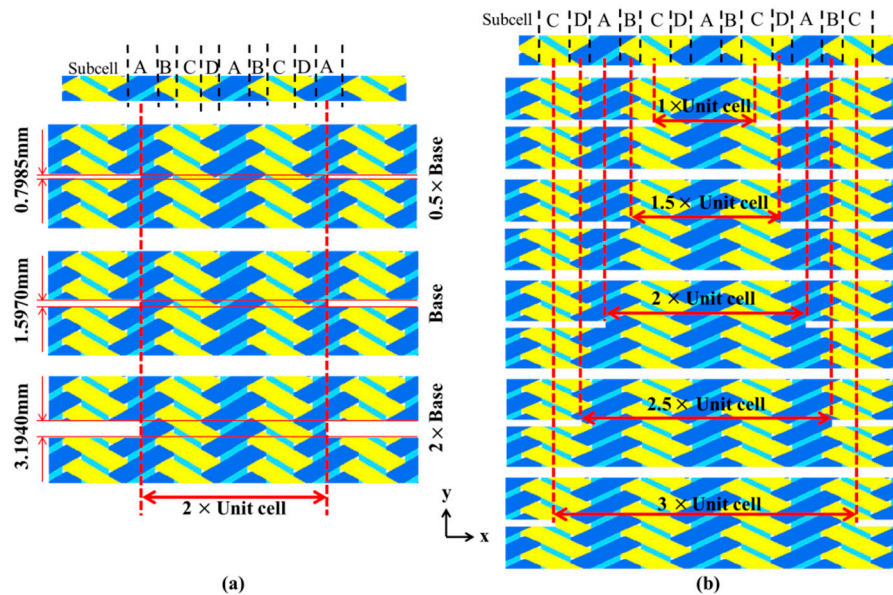 Subcell A B C D A B C D A
0.7985mm
0.5 × Base
1.5970mm
Base
3.1940mm
2 × Base
2 × Unit cell
y
x
(a)
Subcell C D A B C D A B C D A B C
1 × Unit cell
1.5 × Unit cell
2 × Unit cell
2.5 × Unit cell
3 × Unit cell
(b)